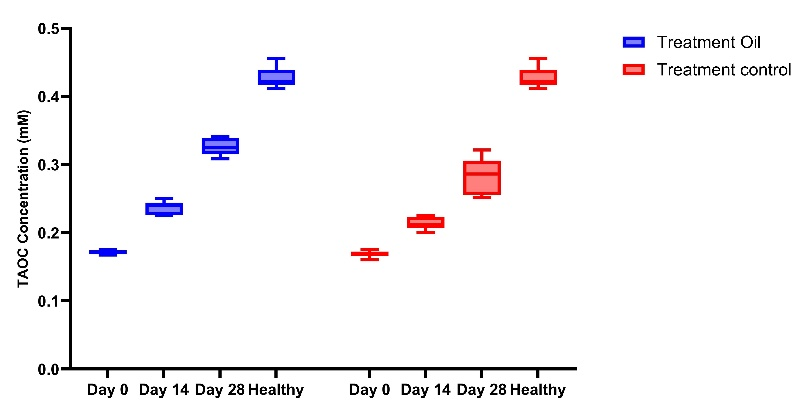 0.5
0.4
0.3
0.2
0.1
0.0
TAOC Concentration (mM)
Day 0 Day 14 Day 28 Healthy Day 0 Day 14 Day 28 Healthy
Treatment Oil
Treatment control